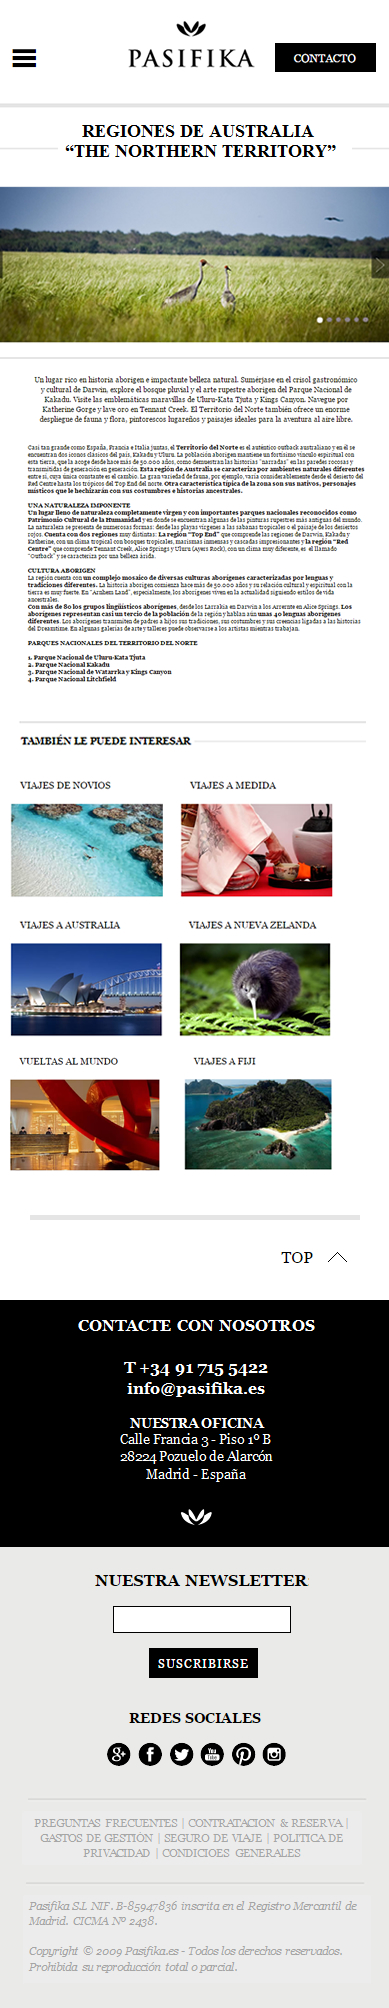 PASIFIKA
CONTACTO
REGIONES DE AUSTRALIA
“THE NORTHERN TERRITORY”
Un lugar rico en historia aborigen e impactante belleza natural. Sumérjase en el crisol gastronómico
y cultural de Darwin, explore el bosque pluvial y el arte rupestre aborigen del Parque Nacional de
Kakadu. Visite las emblemáticas maravillas de Uluru-Kata Tjuta y Kings Canyon. Navegue por
Katherine Gorge y lave oro en Tennant Creek. El Territorio del Norte también ofrece un enorme
despliegue de fauna y flora, pintorescos lugareños y paisajes ideales para la aventura al aire libre.
Casi tan grande como España, Francia e Italia juntas, el Territorio del Norte es el auténtico outback australiano y en el se
encuentran dos iconos clásicos del país, Kakadu y Uluru. La población aborigen mantiene un fortísimo vínculo espiritual con
esta tierra, que la acoge desde hace más de 50.000 años, como demuestran las historias "narradas" en las paredes rocosas y
transmitidas de generación en generación. Esta región de Australia se caracteriza por ambientes naturales diferentes
entre sí, cuya única constante es el cambio. La gran variedad de fauna, por ejemplo, varía considerablemente desde el desierto del
Red Centre hasta los trópicos del Top End del norte. Otra característica típica de la zona son sus nativos, personajes
místicos que le hechizarán con sus costumbres e historias ancestrales.
UNA NATURALEZA IMPONENTE
Un lugar lleno de naturaleza completamente virgen y con importantes parques nacionales reconocidos como
Patrimonio Cultural de la Humanidad y en donde se encuentran algunas de las pinturas rupestres más antiguas del mundo.
La naturaleza se presenta de numerosas formas: desde las playas vírgenes a las sabanas tropicales o el paisaje de los desiertos
rojos. Cuenta con dos regiones muy distintas: La región “Top End” que comprende las regiones de Darwin, Kakadu y
Katherine, con un clima tropical con bosques tropicales, marismas inmensas y cascadas impresionantes y la región “Red
Centre” que comprende Tennant Creek, Alice Springs y Uluru (Ayers Rock), con un clima muy diferente, es el llamado
"Outback" y se caracteriza por una belleza árida.
CULTURA ABORIGEN
La región cuenta con un complejo mosaico de diversas culturas aborígenes caracterizadas por lenguas y
tradiciones diferentes. La historia aborigen comienza hace más de 50.000 años y su relación cultural y espiritual con la
tierra es muy fuerte. En "Arnhem Land", especialmente, los aborígenes viven en la actualidad siguiendo estilos de vida
ancestrales.
Con más de 80 los grupos lingüísticos aborígenes, desde los Larrakia en Darwin a los Arrernte en Alice Springs. Los
aborígenes representan casi un tercio de la población de la región y hablan aún unas 40 lenguas aborígenes
diferentes. Los aborígenes transmiten de padres a hijos sus tradiciones, sus costumbres y sus creencias ligadas a las historias
del Dreamtime. En algunas galerías de arte y talleres puede observarse a los artistas mientras trabajan.
PARQUES NACIONALES DEL TERRITORIO DEL NORTE
1. Parque Nacional de Uluru-Kata Tjuta
2. Parque Nacional Kakadu
3. Parque Nacional de Watarrka y Kings Canyon
4. Parque Nacional Litchfield
TAMBIÉN LE PUEDE INTERESAR
VIAJES DE NOVIOS
VIAJES A MEDIDA
VIAJES A AUSTRALIA
VIAJES A NUEVA ZELANDA
VUELTAS AL MUNDO
VIAJES A FIJI
TOP
CONTACTE CON NOSOTROS
T +34 91 715 5422
info@pasifika.es
NUESTRA OFICINA
Calle Francia 3 - Piso 1º B
28224 Pozuelo de Alarcón
Madrid - España
NUESTRA NEWSLETTER
SUSCRIBIRSE
REDES SOCIALES
PREGUNTAS FRECUENTES | CONTRATACION & RESERVA |
GASTOS DE GESTIÓN | SEGURO DE VIAJE | POLITICA DE
PRIVACIDAD | CONDICIOES GENERALES
Pasifika S.L NIF. B-85947836 inscrita en el Registro Mercantil de
Madrid. CICMA Nº 2438.
Copyright © 2009 Pasifika.es - Todos los derechos reservados.
Prohibida su reproducción total o parcial.